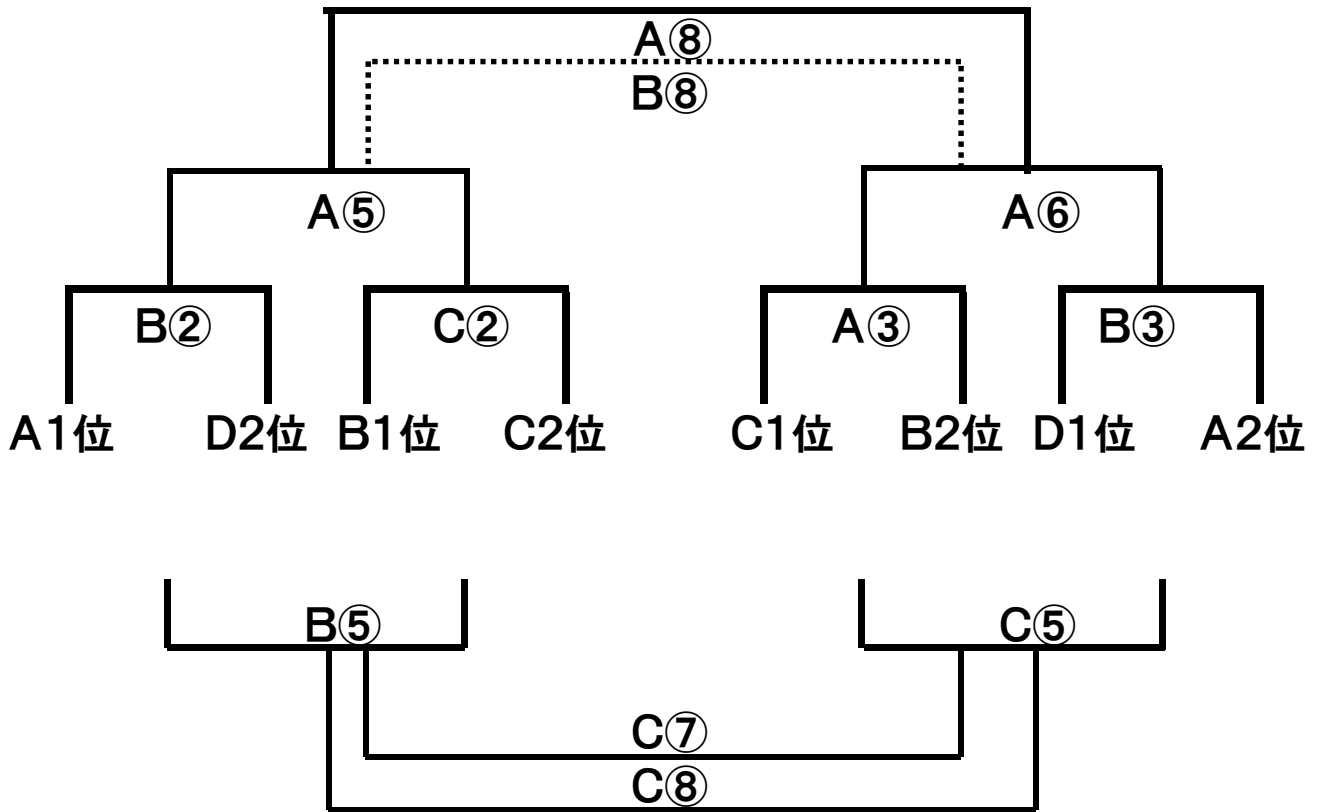 A⑧
B⑧
A⑤ A⑥
B② C② A③ B③
A1位 D2位 B1位 C2位 C1位 B2位 D1位 A2位
B⑤ C⑤
C⑦
C⑧